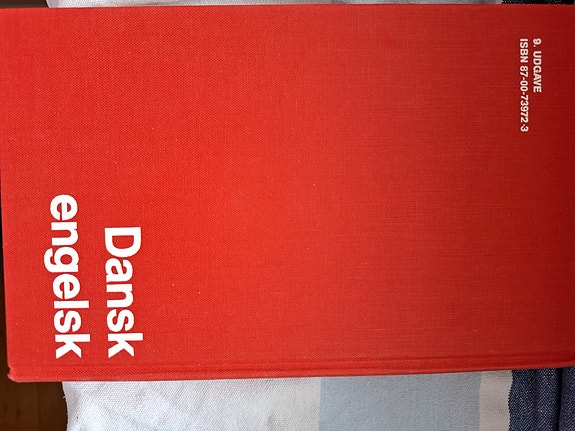 9. UDGAVE
ISBN 87-00-73972-3
Dansk
engelsk